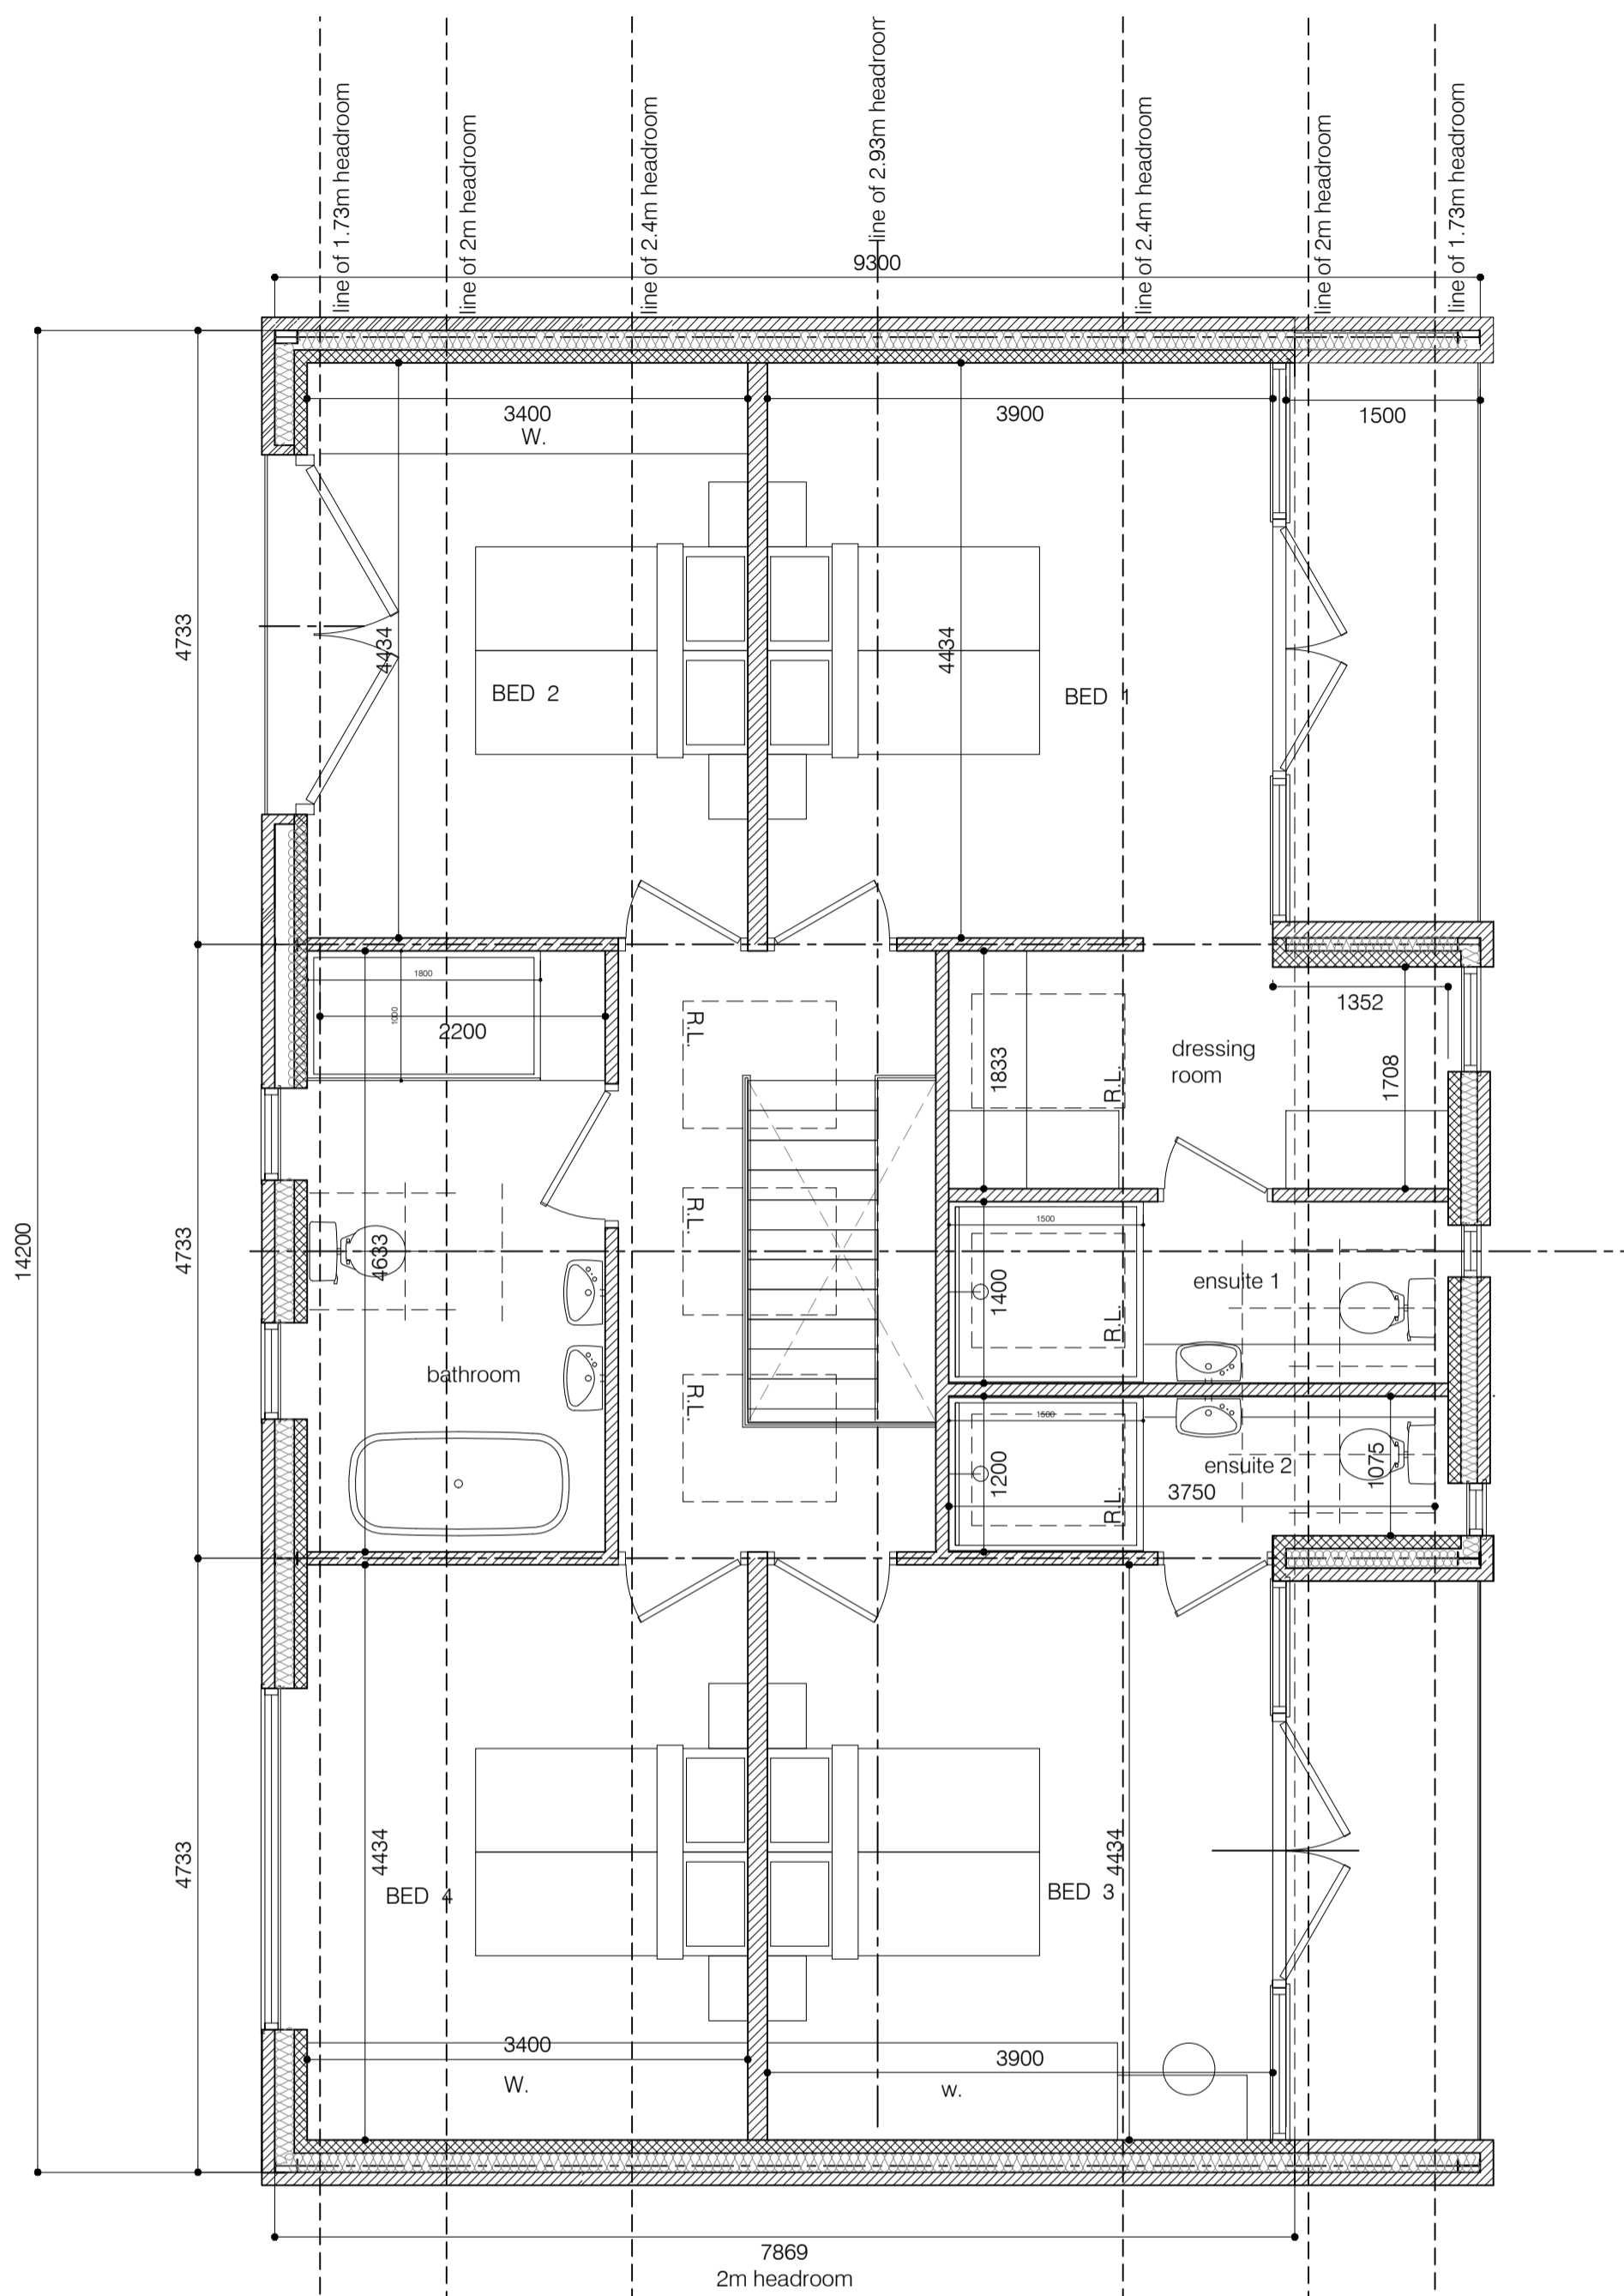 line of 1.73m headroom
line of 2m headroom
line of 2.4m headroom
line of 2.93m headroom
line of 2.4m headroom
line of 2m headroom
line of 1.73m headroom
9300
3400
W.
3900
1500
4733
4434
4434
BED 2
BED 1
1800
1000
2200
R.L.
1833
R.L.
dressing
room
1352
1708
14200
4733
4633
R.L.
1500
1400
R.L.
ensuite 1
bathroom
R.L.
1500
1200
R.L.
ensuite 2
3750
1075
4733
4434
BED 4
4434
BED 3
3400
W.
3900
w.
7869
2m headroom